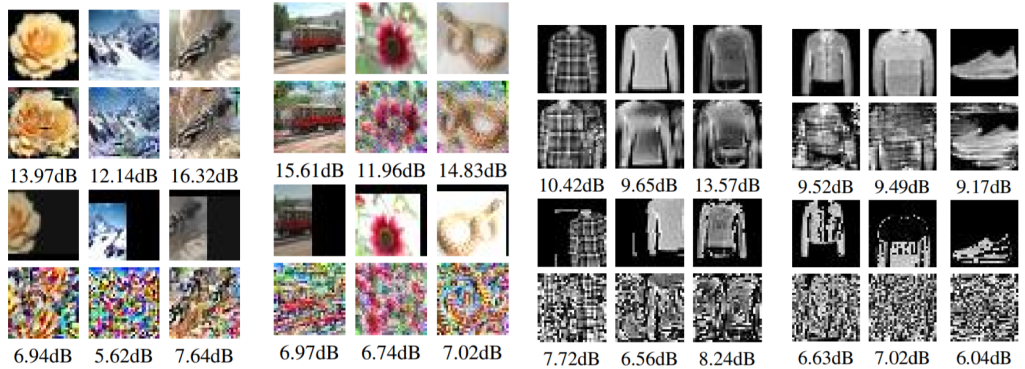 13.97dB 12.14dB 16.32dB
15.61dB 11.96dB 14.83dB
10.42dB 9.65dB 13.57dB
9.52dB 9.49dB 9.17dB
6.94dB 5.62dB 7.64dB
6.97dB 6.74dB 7.02dB
7.72dB 6.56dB 8.24dB
6.63dB 7.02dB 6.04dB